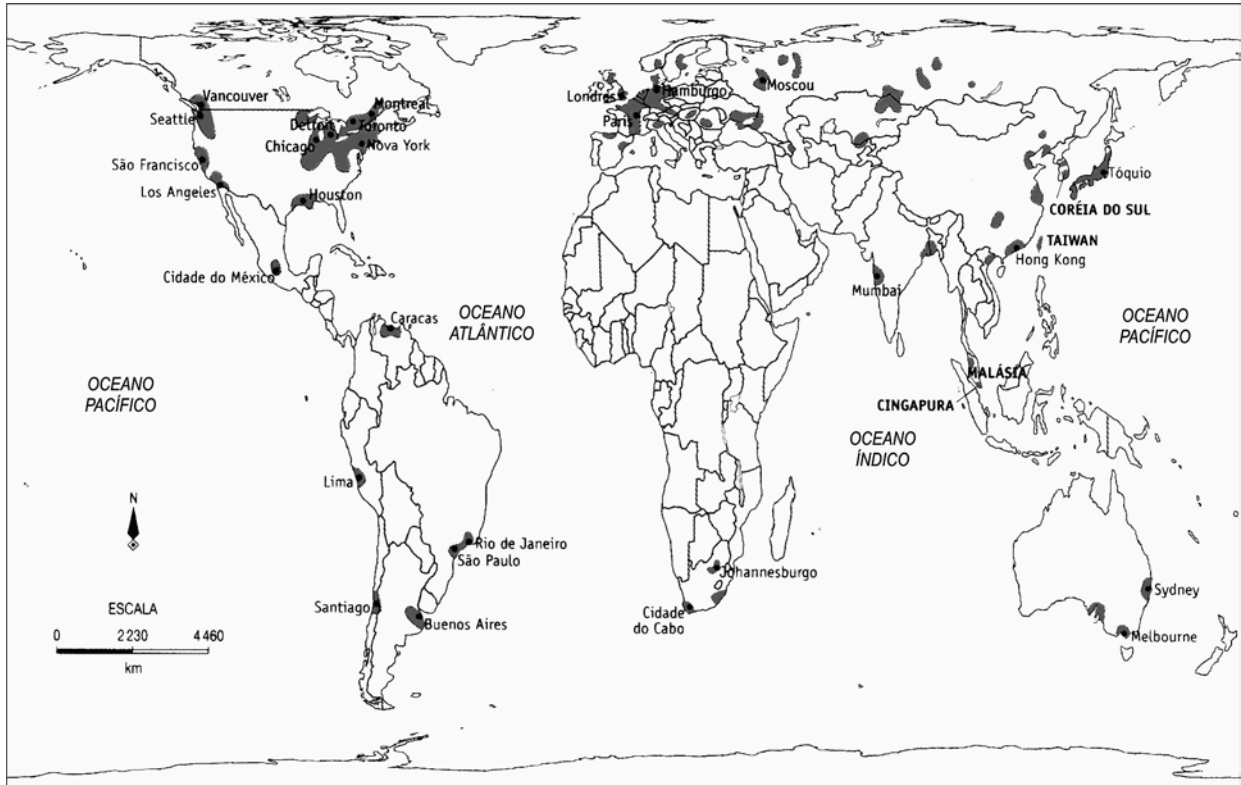 Vancouver
Seattle
Montreal
Detroit
Toronto
Chicago
Nova York
São Francisco
Los Angeles
Houston
Cidade do México
Caracas
OCEANO
ATLÂNTICO
OCEANO
PACÍFICO
Lima
Rio de Janeiro
São Paulo
Santiago
Buenos Aires
N
ESCALA
0 2 230 4 460
km
Londres
Hamburgo
Paris
Moscou
Tóquio
CORÉIA DO SUL
TAIWAN
Hong Kong
Mumbai
OCEANO
PACÍFICO
MALÁSIA
CINGAPURA
OCEANO
ÍNDICO
Johannesburgo
Cidade
do Cabo
Sydney
Melbourne